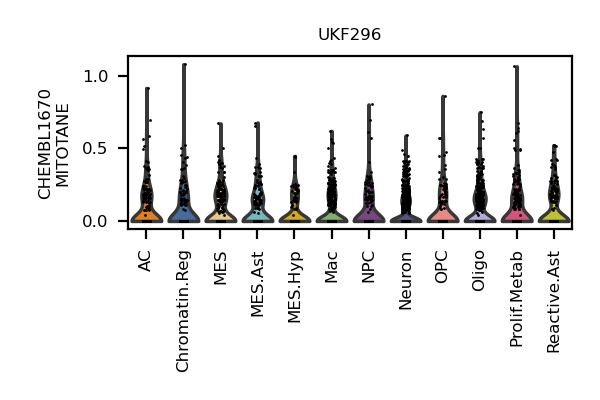 UKF296
CHEMBL1670
MITOTANE
1.0
0.5
0.0
AC
Chromatin.Reg
MES
MES.Ast
MES.Hyp
Mac
NPC
Neuron
OPC
Oligo
Prolif.Metab
Reactive.Ast